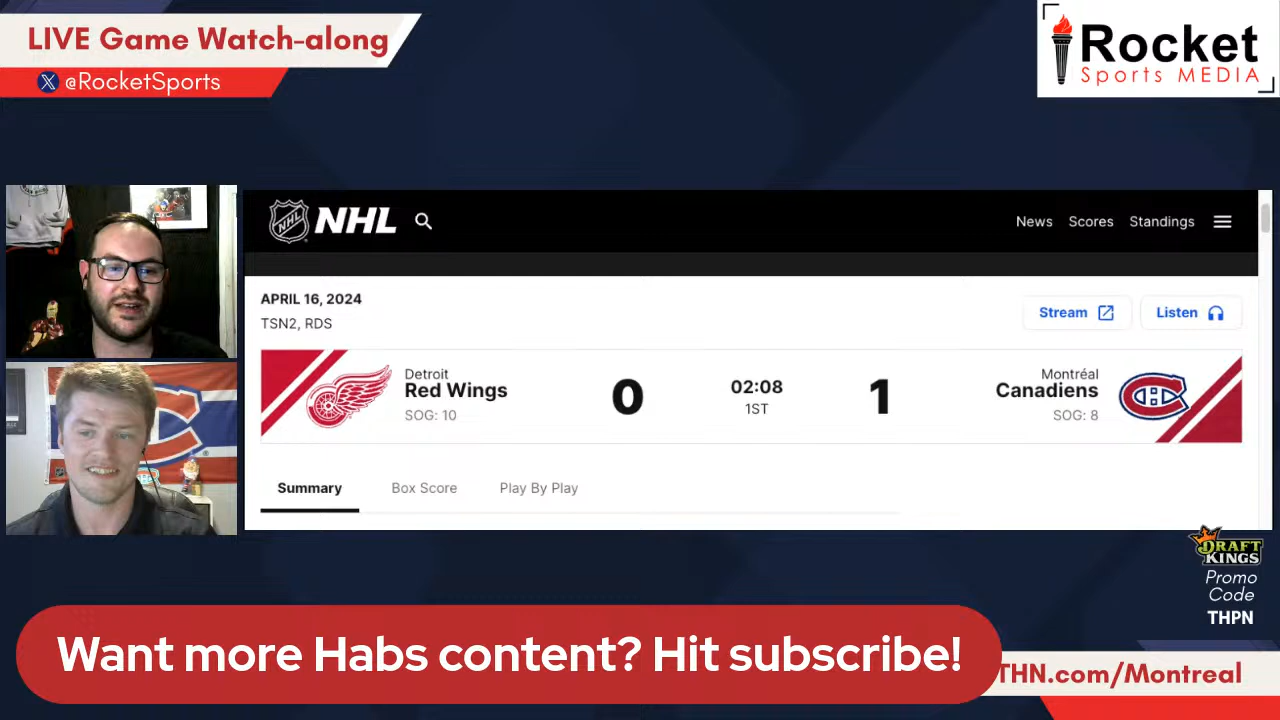 LIVE Game Watch-along
@RocketSports
Rocket
Sports MEDIA
NHL
NHL
News Scores Standings
APRIL 16, 2024
TSN2, RDS
Stream
Listen
Detroit
Red Wings
SOG: 10
0
02:08
1ST
1
Montréal
Canadiens
SOG: 8
Summary Box Score Play By Play
DRAFT
KINGS
Promo
Code
THPN
Want more Habs content? Hit subscribe!
THN.com/Montreal